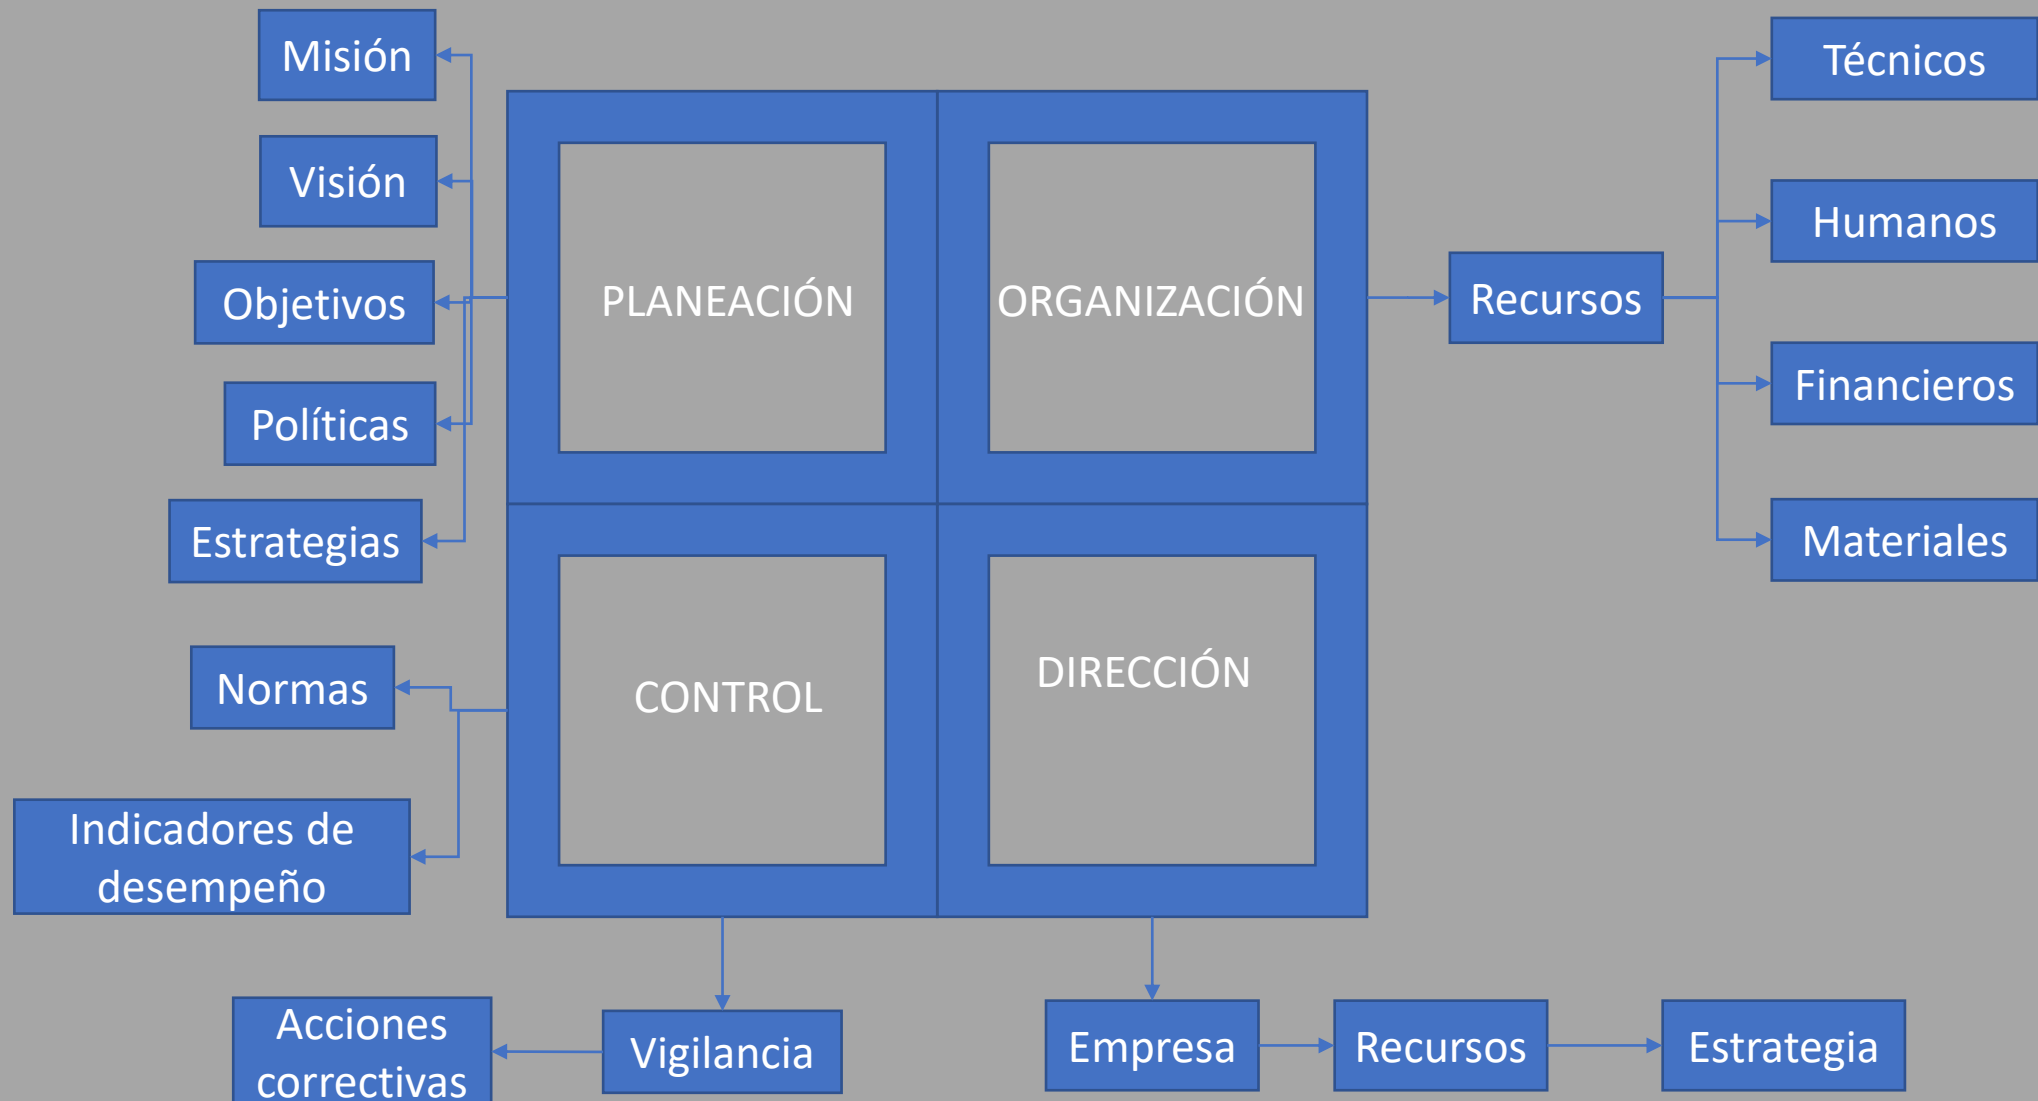 Misión
Técnicos
Visión
Humanos
Objetivos
PLANEACIÓN
ORGANIZACIÓN
Recursos
Políticas
Financieros
Estrategias
Materiales
Normas
CONTROL
DIRECCIÓN
Indicadores de
desempeño
Acciones
correctivas
Vigilancia
Empresa
Recursos
Estrategia